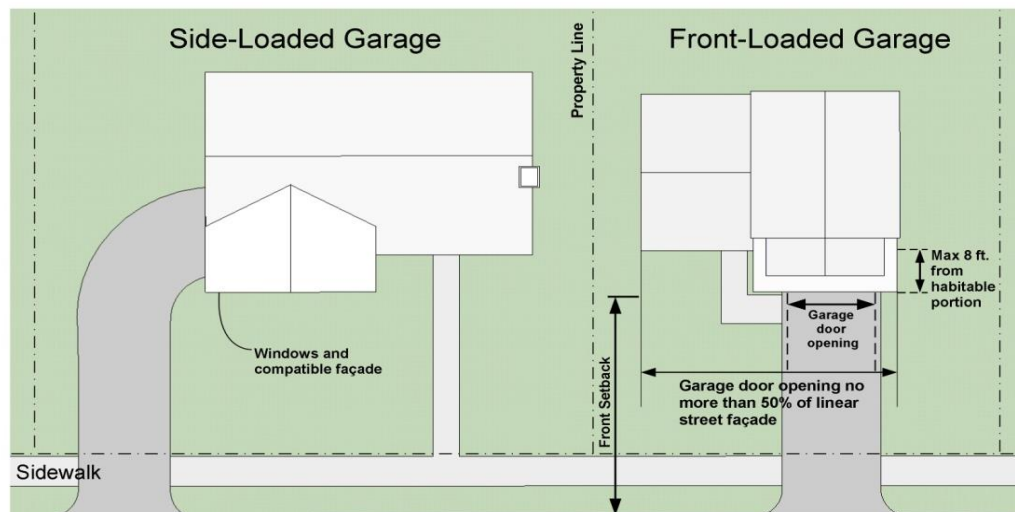 Side-Loaded Garage
Property Line
Front-Loaded Garage
Max 8 ft.
from
habitable
portion
Garage
door
opening
Windows and
compatible façade
Front Setback
Garage door opening no
more than 50% of linear
street façade
Sidewalk